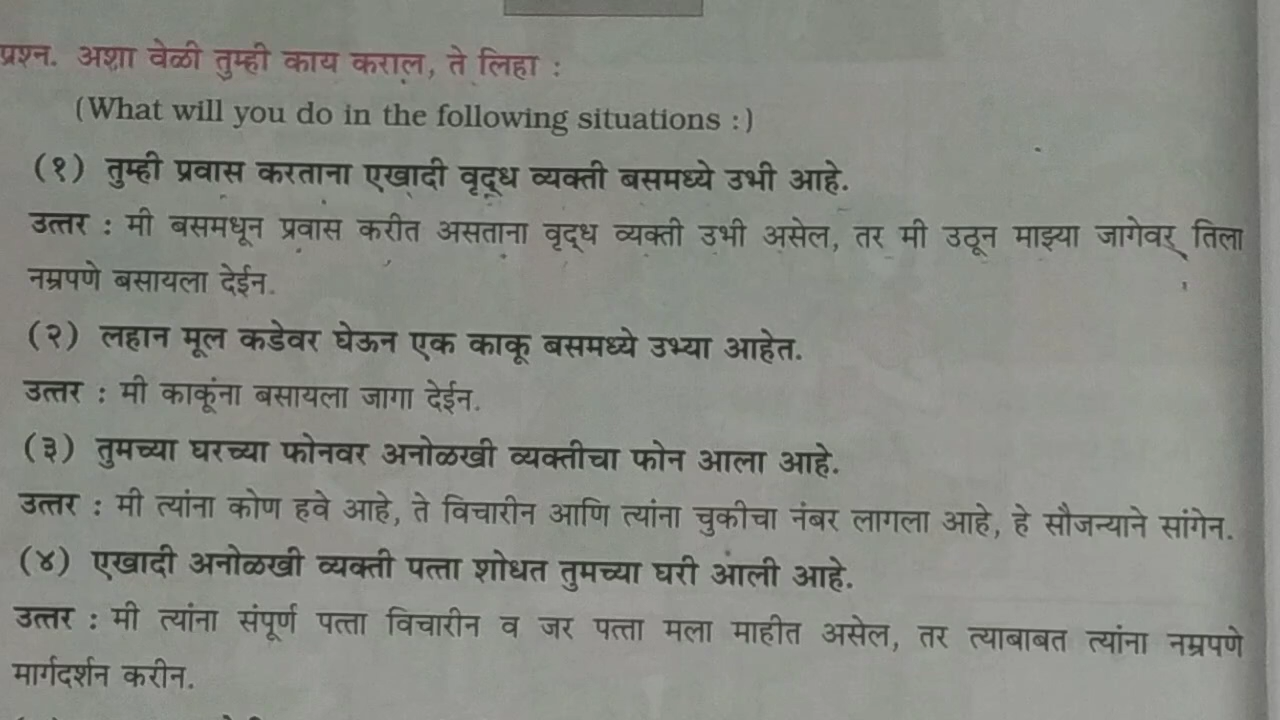 प्रश्न. अशा वेळी तुम्ही काय कराल, ते लिहा :
(What will you do in the following situations :)
(१) तुम्ही प्रवास करताना एखादी वृद्ध व्यक्ती बसमध्ये उभी आहे.
उत्तर : मी बसमधून प्रवास करीत असताना वृद्ध व्यक्ती उभी असेल, तर मी उठून माझ्या जागेवर तिला
नम्रपणे बसायला देईन.
(२) लहान मूल कडेवर घेऊन एक काकू बसमध्ये उभ्या आहेत.
उत्तर : मी काकूंना बसायला जागा देईन.
(३) तुमच्या घरच्या फोनवर अनोळखी व्यक्तीचा फोन आला आहे.
उत्तर : मी त्यांना कोण हवे आहे, ते विचारीन आणि त्यांना चुकीचा नंबर लागला आहे, हे सौजन्याने सांगेन.
(४) एखादी अनोळखी व्यक्ती पत्ता शोधत तुमच्या घरी आली आहे.
उत्तर : मी त्यांना संपूर्ण पत्ता विचारीन व जर पत्ता मला माहीत असेल, तर त्याबाबत त्यांना नम्रपणे
मार्गदर्शन करीन.